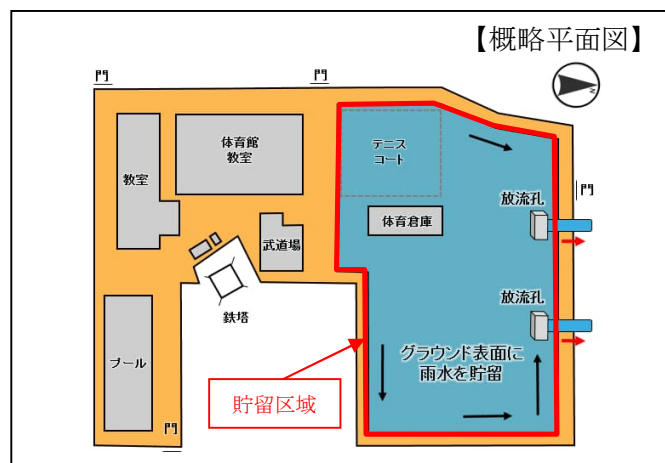 【概略平面図】
門
門
N
体育館
教室
教室
テニス
コート
門
放流孔
体育倉庫
武道場
鉄塔
放流孔
プール
グラウンド表面に
雨水を貯留
貯留区域
門